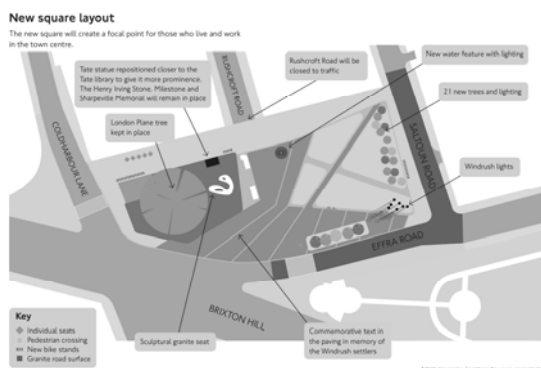 New square layout
The new square will create a focal point for those who live and work
in the town centre.
Tate statue repositioned closer to the
Tate library to give it more prominence.
The Henry Irving Stone, Milestone and
Sharpeville Memorial will remain in place
RUSHCROFT ROAD
Rushcroft Road will be
closed to traffic
New water feature with lighting
London Plane tree
kept in place
21 new trees and lighting
COLDHARBOUR LANE
SALTOUN ROAD
Windrush lights
EFFRA ROAD
BRIXTON HILL
Sculptural granite seat
Commemorative text in
the paving in memory of
the Windrush settlers
Key
Individual seats
Pedestrian crossing
New bike stands
Granite road surface